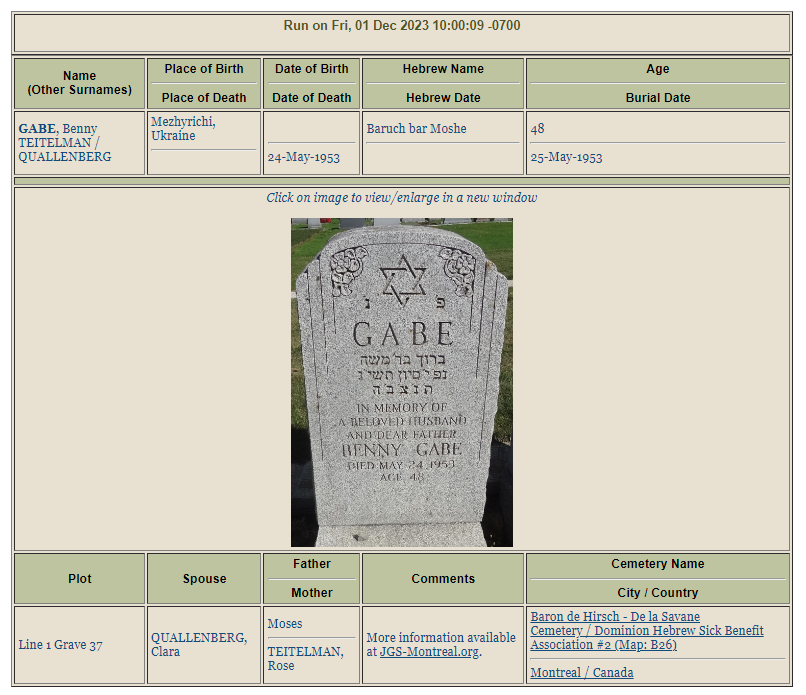 Run on Fri, 01 Dec 2023 10:00:09 -0700
Name
(Other Surnames)
Place of Birth
Place of Death
Date of Birth
Date of Death
Hebrew Name
Hebrew Date
Age
Burial Date
GABE, Benny
TEITELMAN /
QUALLENBERG
Mezhyrichi,
Ukraine
24-May-1953
Baruch bar Moshe
48
25-May-1953
Click on image to view/enlarge in a new window
פ נ
GABE
ברוך בר משה
נפ' י סיון תשי"ג
ת נ צ ב ה
IN MEMORY OF
A BELOVED HUSBAND
AND DEAR FATHER
BENNY GABE
DIED MAY 24 1953
AGE 48
Plot
Spouse
Father
Mother
Comments
Cemetery Name
City / Country
Line 1 Grave 37
QUALLENBERG,
Clara
Moses
TEITELMAN,
Rose
More information available
at JGS-Montreal.org.
Baron de Hirsch - De la Savane
Cemetery / Dominion Hebrew Sick Benefit
Association #2 (Map: B26)
Montreal / Canada